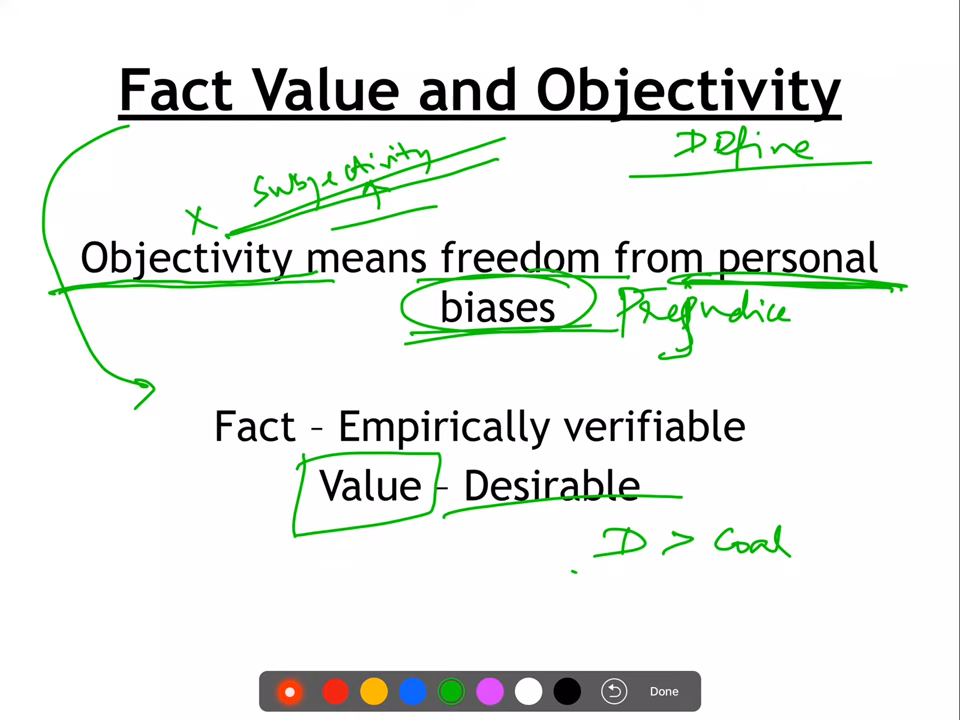 Fact Value and Objectivity
Define
Subjectivity
X
Objectivity means freedom from personal
biases Prejudice
Fact – Empirically verifiable
Value – Desirable
D > Coal
Done